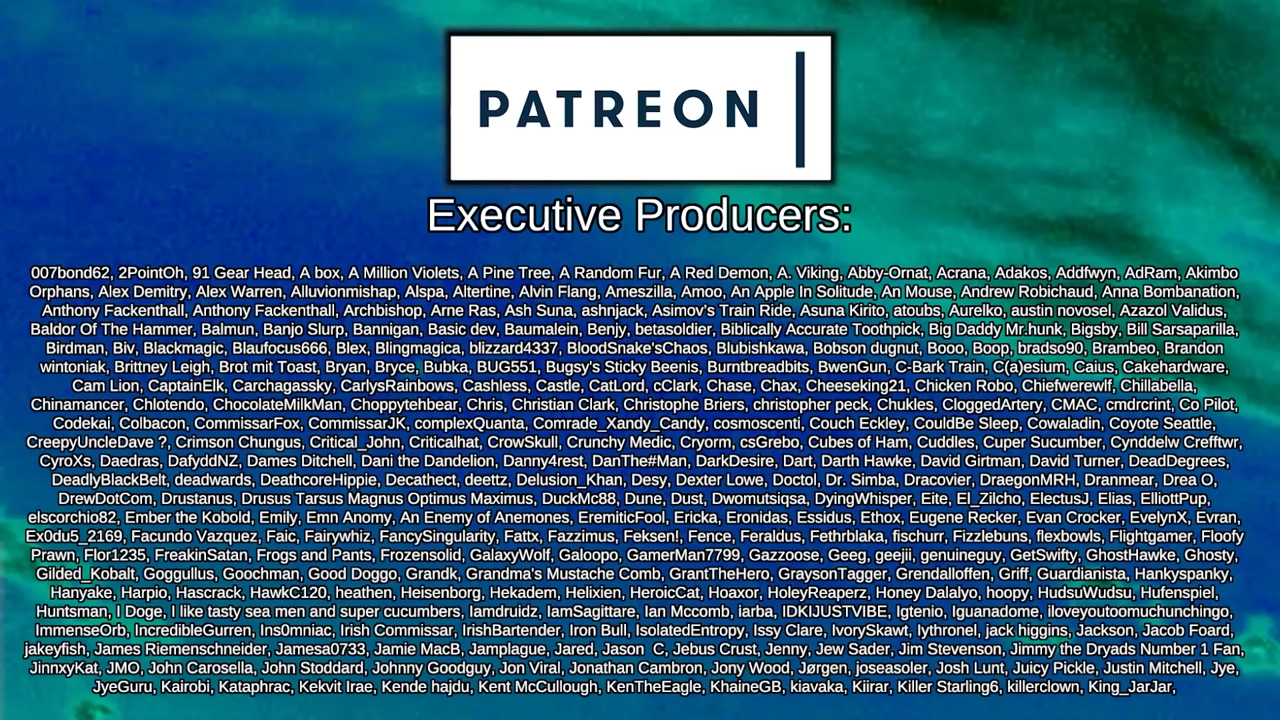 PATREON
Executive Producers:
007bond62, 2PointOh, 91 Gear Head, A box, A Million Violets, A Pine Tree, A Random Fur, A Red Demon, A. Viking, Abby-Ornat, Acrana, Adakos, Addfwyn, AdRam, Akimbo
Orphans, Alex Demitry, Alex Warren, Alluvionmishap, Alspa, Altertine, Alvin Flang, Ameszilla, Amoo, An Apple In Solitude, An Mouse, Andrew Robichaud, Anna Bombanation,
Anthony Fackenthall, Anthony Fackenthall, Archbishop, Arne Ras, Ash Suna, ashnjack, Asimov's Train Ride, Asuna Kirito, atoubs, Aurelko, austin novosel, Azazol Validus,
Baldor Of The Hammer, Balmun, Banjo Slurp, Bannigan, Basic dev, Baumalein, Benjy, betasoldier, Biblically Accurate Toothpick, Big Daddy Mr.hunk, Bigsby, Bill Sarsaparilla,
Birdman, Biv, Blackmagic, Blaufocus666, Blex, Blingmagica, blizzard4337, BloodSnake'sChaos, Blubishkawa, Bobson dugnut, Booo, Boop, bradso90, Brambeo, Brandon
wintoniak, Brittney Leigh, Brot mit Toast, Bryan, Bryce, Bubka, BUG551, Bugsy's Sticky Beenis, Burntbreadbits, BwenGun, C-Bark Train, C(a)esium, Caius, Cakehardware,
Cam Lion, CaptainElk, Carchagassky, CarlysRainbows, Cashless, Castle, CatLord, cClark, Chase, Chax, Cheeseking21, Chicken Robo, Chiefwerewlf, Chillabella,
Chinamancer, Chlotendo, ChocolateMilkMan, Choppytehbear, Chris, Christian Clark, Christophe Briers, christopher peck, Chukles, CloggedArtery, CMAC, cmdrcrint, Co Pilot,
Codekai, Colbacon, CommissarFox, CommissarJK, complexQuanta, Comrade_Xandy_Candy, cosmoscenti, Couch Eckley, CouldBe Sleep, Cowaladin, Coyote Seattle,
CreepyUncleDave ?, Crimson Chungus, Critical_John, Criticalhat, CrowSkull, Crunchy Medic, Cryorm, csGrebo, Cubes of Ham, Cuddles, Cuper Sucumber, Cynddelw Crefftwr,
CyroXs, Daedras, DafyddNZ, Dames Ditchell, Dani the Dandelion, Danny4rest, DanThe#Man, DarkDesire, Dart, Darth Hawke, David Girtman, David Turner, DeadDegrees,
DeadlyBlackBelt, deadwards, DeathcoreHippie, Decathect, deettz, Delusion_Khan, Desy, Dexter Lowe, Doctol, Dr. Simba, Dracovier, DraegonMRH, Dranmear, Drea O,
DrewDotCom, Drustanus, Drusus Tarsus Magnus Optimus Maximus, DuckMc88, Dune, Dust, Dwomutsiqsa, DyingWhisper, Eite, El_Zilcho, ElectusJ, Elias, ElliottPup,
elscorchio82, Ember the Kobold, Emily, Emn Anomy, An Enemy of Anemones, EremiticFool, Ericka, Eronidas, Essidus, Ethox, Eugene Recker, Evan Crocker, EvelynX, Evran,
Ex0du5_2169, Facundo Vazquez, Faic, Fairywhiz, FancySingularity, Fattx, Fazzimus, Feksen!, Fence, Feraldus, Fethrblaka, fischurr, Fizzlebuns, flexbowls, Flightgamer, Floofy
Prawn, Flor1235, FreakinSatan, Frogs and Pants, Frozensolid, GalaxyWolf, Galoopo, GamerMan7799, Gazzoose, Geeg, geejii, genuineguy, GetSwifty, GhostHawke, Ghosty,
Gilded_Kobalt, Goggullus, Goochman, Good Doggo, Grandk, Grandma's Mustache Comb, GrantTheHero, GraysonTagger, Grendalloffen, Griff, Guardianista, Hankyspanky,
Hanyake, Harpio, Hascrack, HawkC120, heathen, Heisenborg, Hekadem, Helixien, HeroicCat, Hoaxor, HoleyReaperz, Honey Dalalyo, hoopy, HudsuWudsu, Hufenspiel,
Huntsman, I Doge, I like tasty sea men and super cucumbers, Iamdruidz, IamSagittare, Ian Mccomb, iarba, IDKIJUSTVIBE, Igtenio, Iguanadome, iloveyoutoomuchunchingo,
ImmenseOrb, IncredibleGurren, Ins0mniac, Irish Commissar, IrishBartender, Iron Bull, IsolatedEntropy, Issy Clare, IvorySkawt, Iythronel, jack higgins, Jackson, Jacob Foard,
jakeyfish, James Riemenschneider, Jamesa0733, Jamie MacB, Jamplague, Jared, Jason  C, Jebus Crust, Jenny, Jew Sader, Jim Stevenson, Jimmy the Dryads Number 1 Fan,
JinnxyKat, JMO, John Carosella, John Stoddard, Johnny Goodguy, Jon Viral, Jonathan Cambron, Jony Wood, Jørgen, joseasoler, Josh Lunt, Juicy Pickle, Justin Mitchell, Jye,
JyeGuru, Kairobi, Kataphrac, Kekvit Irae, Kende hajdu, Kent McCullough, KenTheEagle, KhaineGB, kiavaka, Kiirar, Killer Starling6, killerclown, King_JarJar,